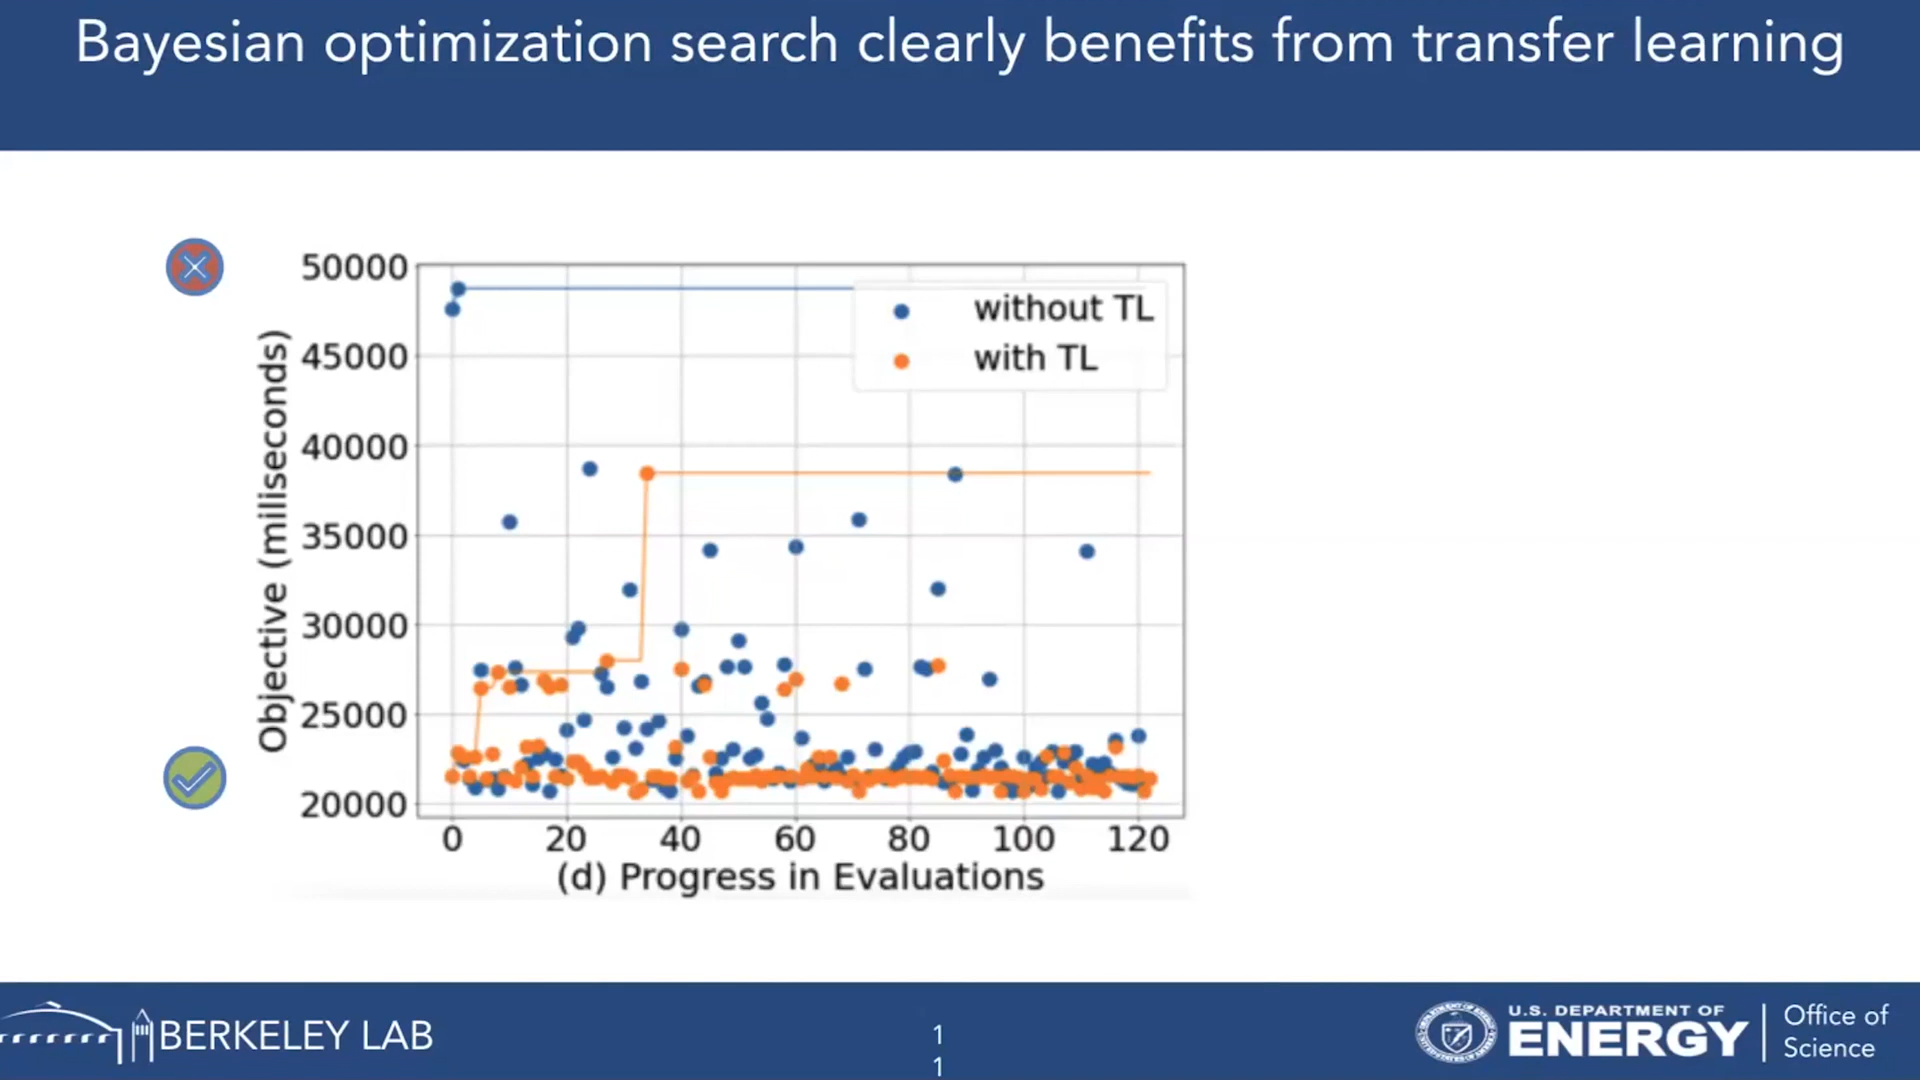 Bayesian optimization search clearly benefits from transfer learning
50000
45000
40000
35000
30000
25000
20000
Objective (miliseconds)
without TL
with TL
0 20 40 60 80 100 120
(d) Progress in Evaluations
BERKELEY LAB
1
1
U.S. DEPARTMENT OF
ENERGY
Office of
Science